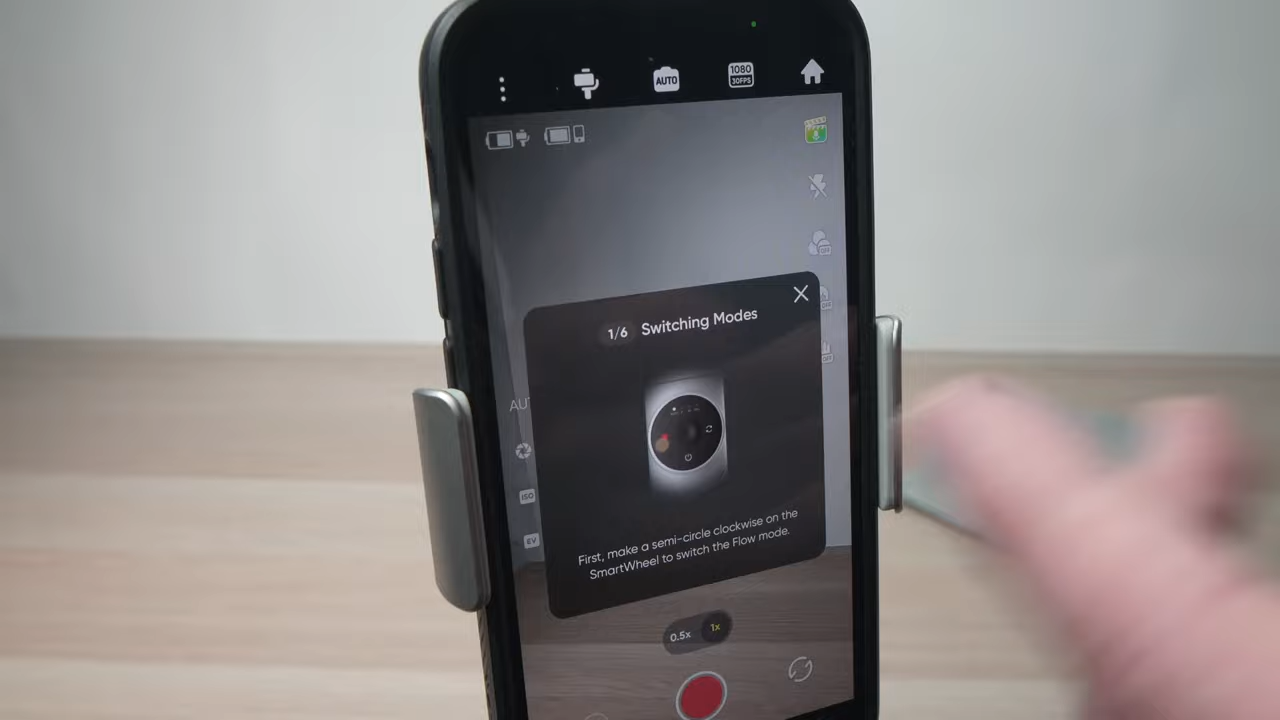 AUTO
1080
30FPS
1/6 Switching Modes
First, make a semi-circle clockwise on the
SmartWheel to switch the Flow mode.
ISO
EV
0.5x 1x